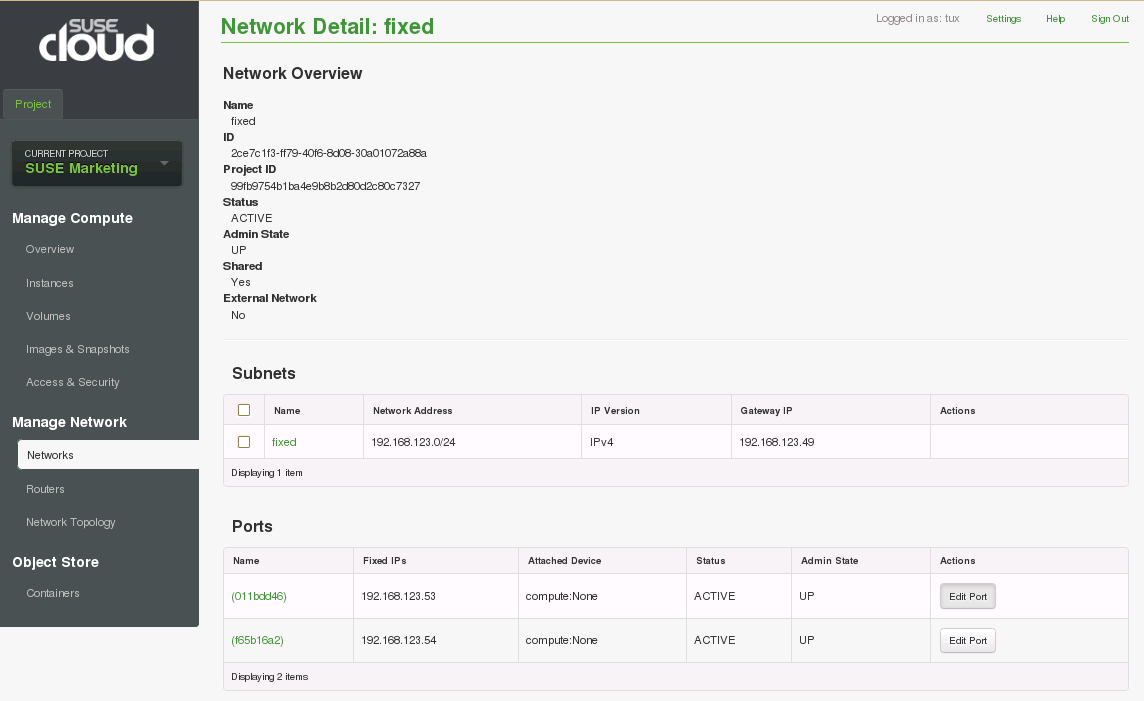 SUSE
cloud
Project
CURRENT PROJECT
SUSE Marketing
Manage Compute
Overview
Instances
Volumes
Images & Snapshots
Access & Security
Manage Network
Networks
Routers
Network Topology
Object Store
Containers
Network Detail: fixed
Logged in as: tux Settings Help Sign Out
Network Overview
Name
fixed
ID
2ce7c1f3-ff79-40f6-8d08-30a01072a88a
Project ID
99fb9754b1ba4e9b8b2d80d2c80c7327
Status
ACTIVE
Admin State
UP
Shared
Yes
External Network
No
Subnets
Name Network Address IP Version Gateway IP Actions
fixed 192.168.123.0/24 IPv4 192.168.123.49
Displaying 1 item
Ports
Name Fixed IPs Attached Device Status Admin State Actions
(011bdd46) 192.168.123.53 compute:None ACTIVE UP Edit Port
(f65b16a2) 192.168.123.54 compute:None ACTIVE UP Edit Port
Displaying 2 items